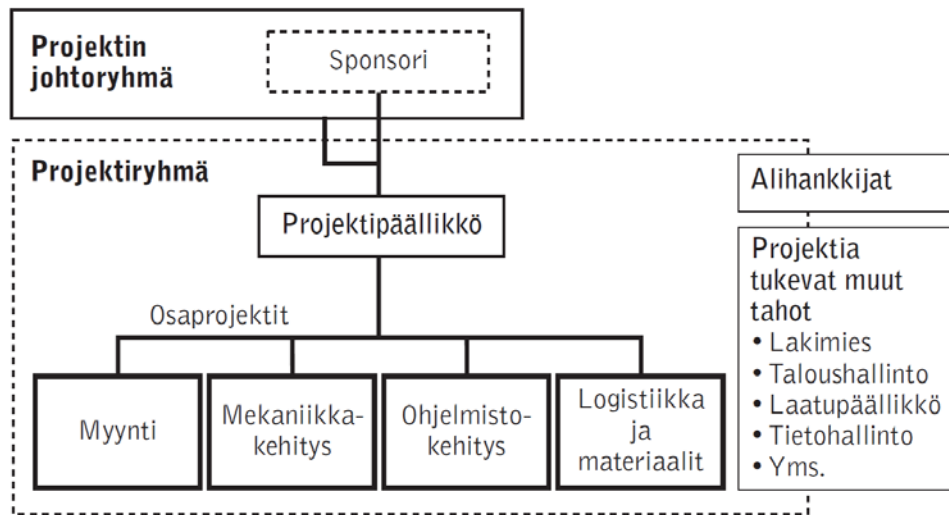 Projektin
johtoryhmä
Sponsori
Projektiryhmä
Projektipäällikkö
Osaprojektit
Myynti
Mekaniikka-
kehitys
Ohjelmisto-
kehitys
Logistiikka
ja
materiaalit
Alihankkijat
Projektia
tukevat muut
tahot
• Lakimies
• Taloushallinto
• Laatupäällikkö
• Tietohallinto
• Yms.